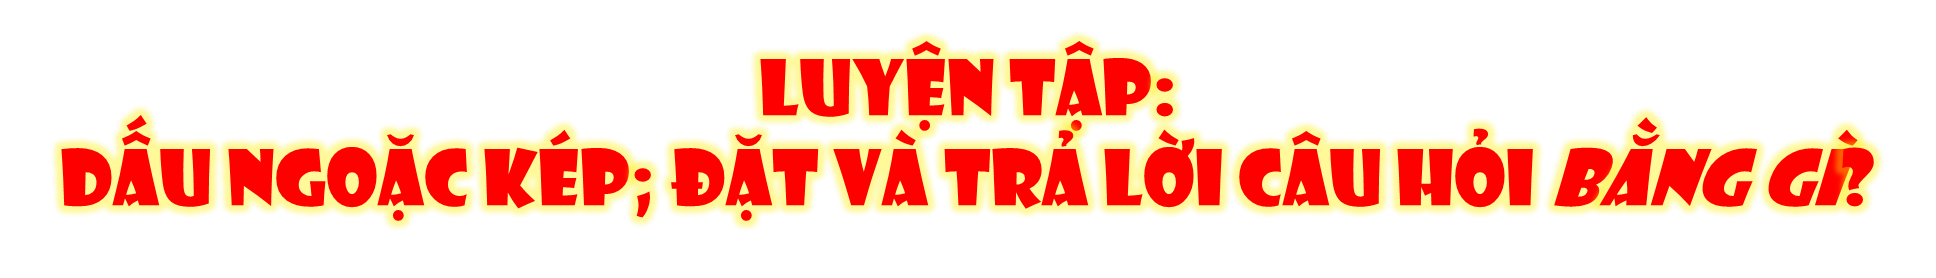 LUYỆN TẬP:
DẤU NGOẶC KÉP; ĐẶT VÀ TRẢ LỜI CÂU HỎI BẰNG GÌ?